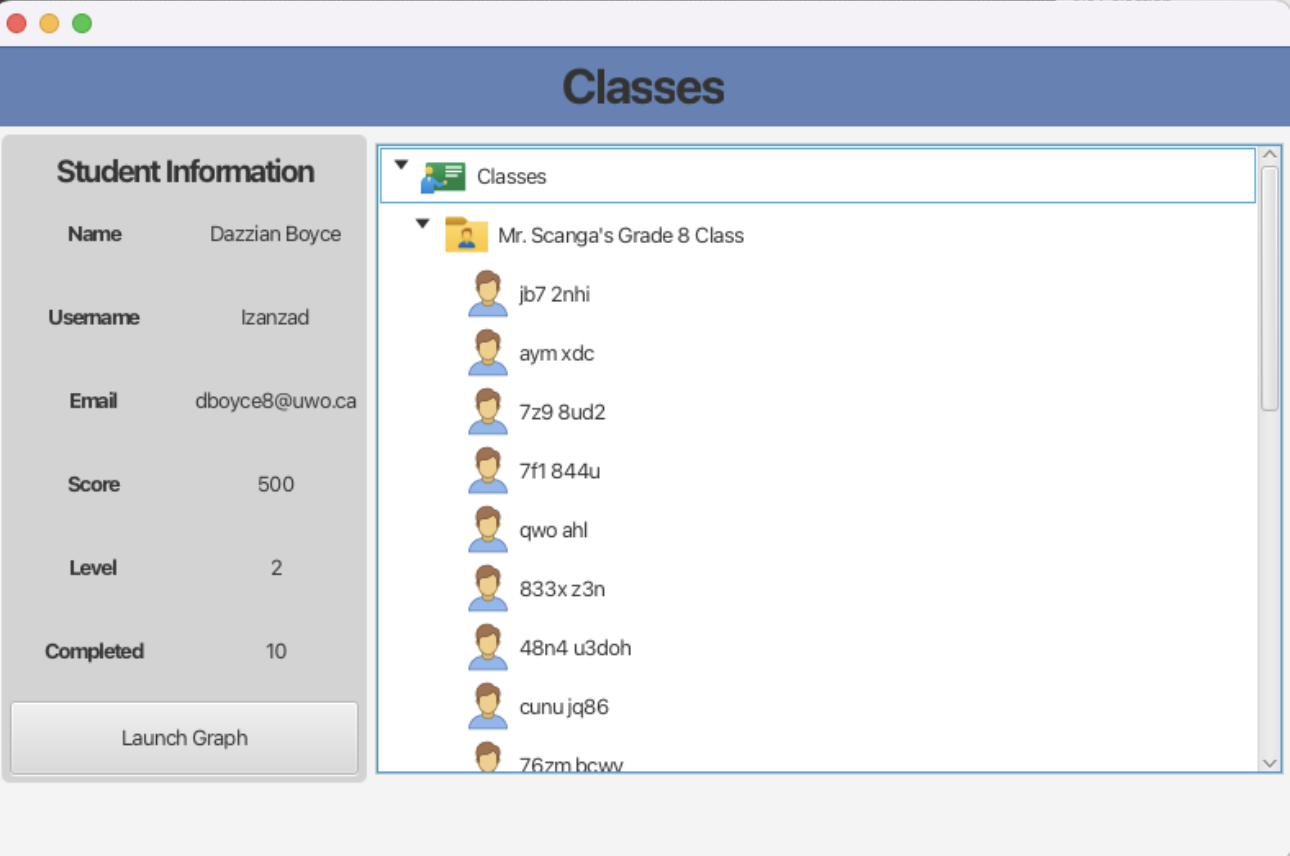 Classes
Student Information
Name Dazzian Boyce
Username Izanzad
Email dboyce8@uwo.ca
Score 500
Level 2
Completed 10
Launch Graph
Classes
Mr. Scanga's Grade 8 Class
jb7 2nhi
aym xdc
7z9 8ud2
7f1 844u
qwo ahl
833x z3n
48n4 u3doh
cunu jq86
76zm bcwv